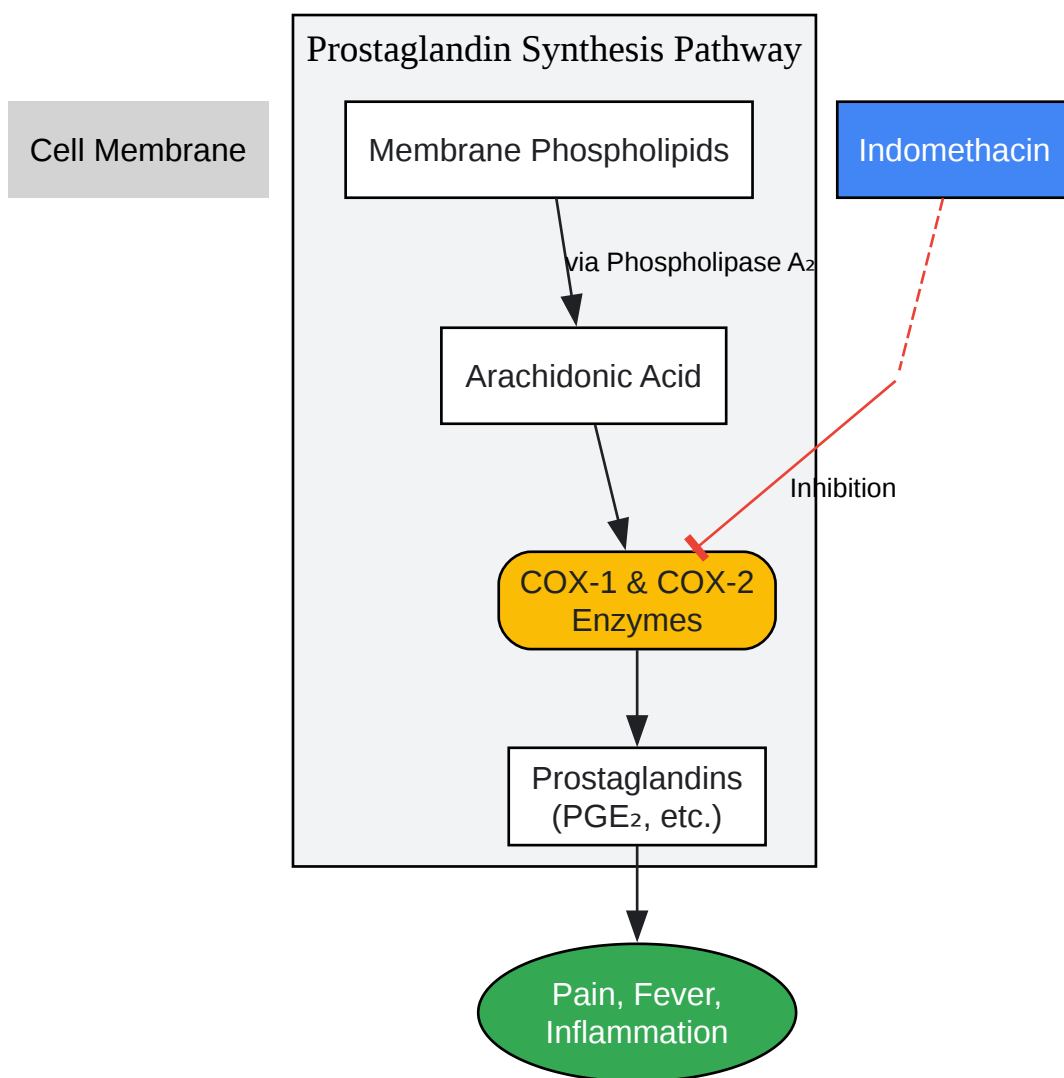 Prostaglandin Synthesis Pathway
Cell Membrane
Membrane Phospholipids
Indomethacin
via Phospholipase A₂
Arachidonic Acid
Inhibition
COX-1 & COX-2
Enzymes
Prostaglandins
(PGE₂, etc.)
Pain, Fever,
Inflammation